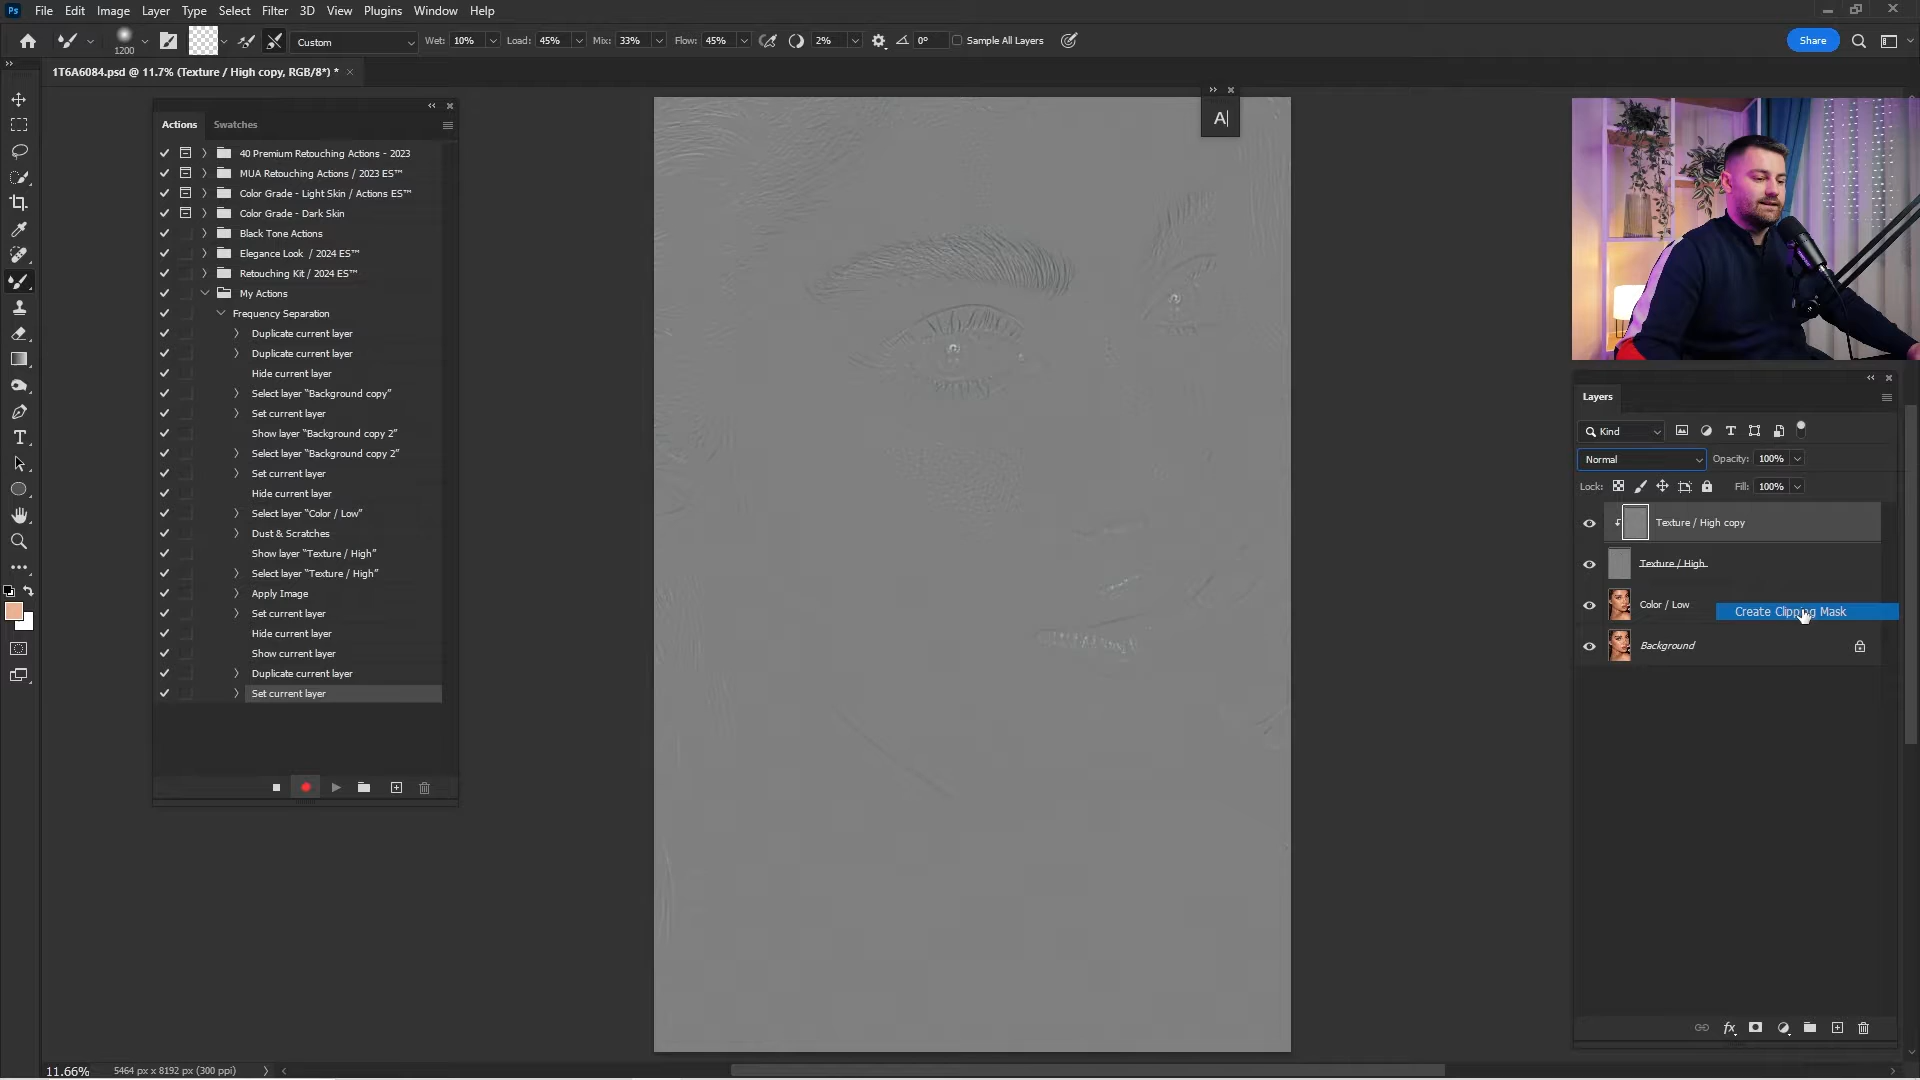 Ps File Edit Image Layer Type Select Filter 3D View Plugins Window Help
1200 Custom Wet: 10% Load: 45% Mix: 33% Flow: 45% 2% 0° Sample All Layers Share
1T6A6084.psd @ 11.7% (Texture / High copy, RGB/8*) * ×
Actions Swatches
40 Premium Retouching Actions - 2023
MUA Retouching Actions / 2023 ES™
Color Grade - Light Skin / Actions ES™
Color Grade - Dark Skin
Black Tone Actions
Elegance Look / 2024 ES™
Retouching Kit / 2024 ES™
My Actions
Frequency Separation
Duplicate current layer
Duplicate current layer
Hide current layer
Select layer "Background copy"
Set current layer
Show layer "Background copy 2"
Select layer "Background copy 2"
Set current layer
Hide current layer
Select layer "Color / Low"
Dust & Scratches
Show layer "Texture / High"
Select layer "Texture / High"
Apply Image
Set current layer
Hide current layer
Show current layer
Duplicate current layer
Set current layer
A
Layers
Kind
Normal Opacity: 100%
Lock: Fill: 100%
Texture / High copy
Texture / High
Color / Low
Create Clipping Mask
Background
11.66% 5464 px x 8192 px (300 ppi)